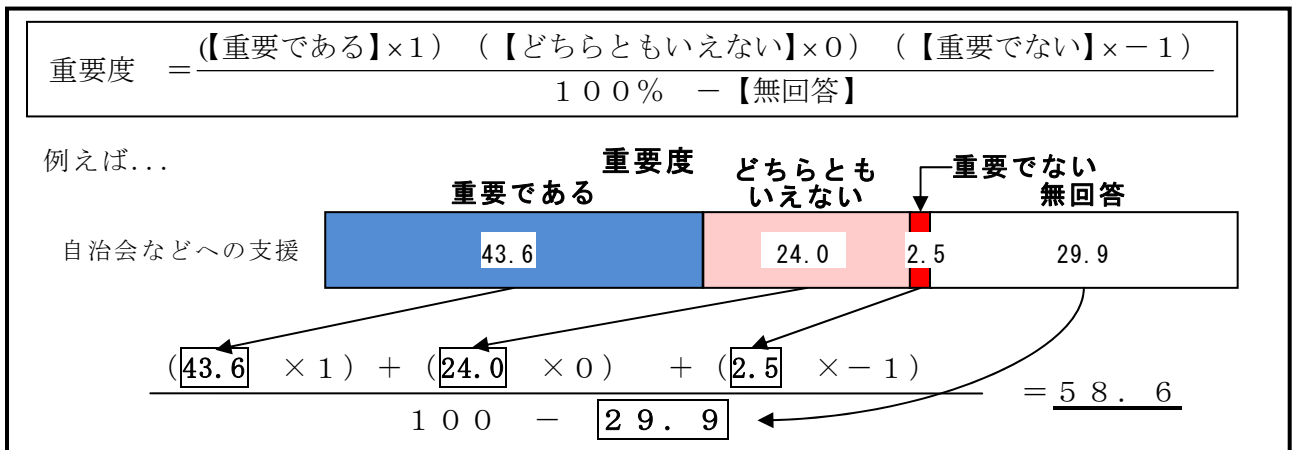 重要度 ＝(【重要である】×１）（【どちらともいえない】×０）（【重要でない】×－１）
１００％ －【無回答】
例えば...
重要度
重要である
どちらとも
いえない
重要でない
無回答
自治会などへの支援
43.6
24.0
2.5
29.9
（43.6 ×１）＋（24.0 ×０） ＋（2.5 ×－１）
１００ － ２９．９
＝５８．６